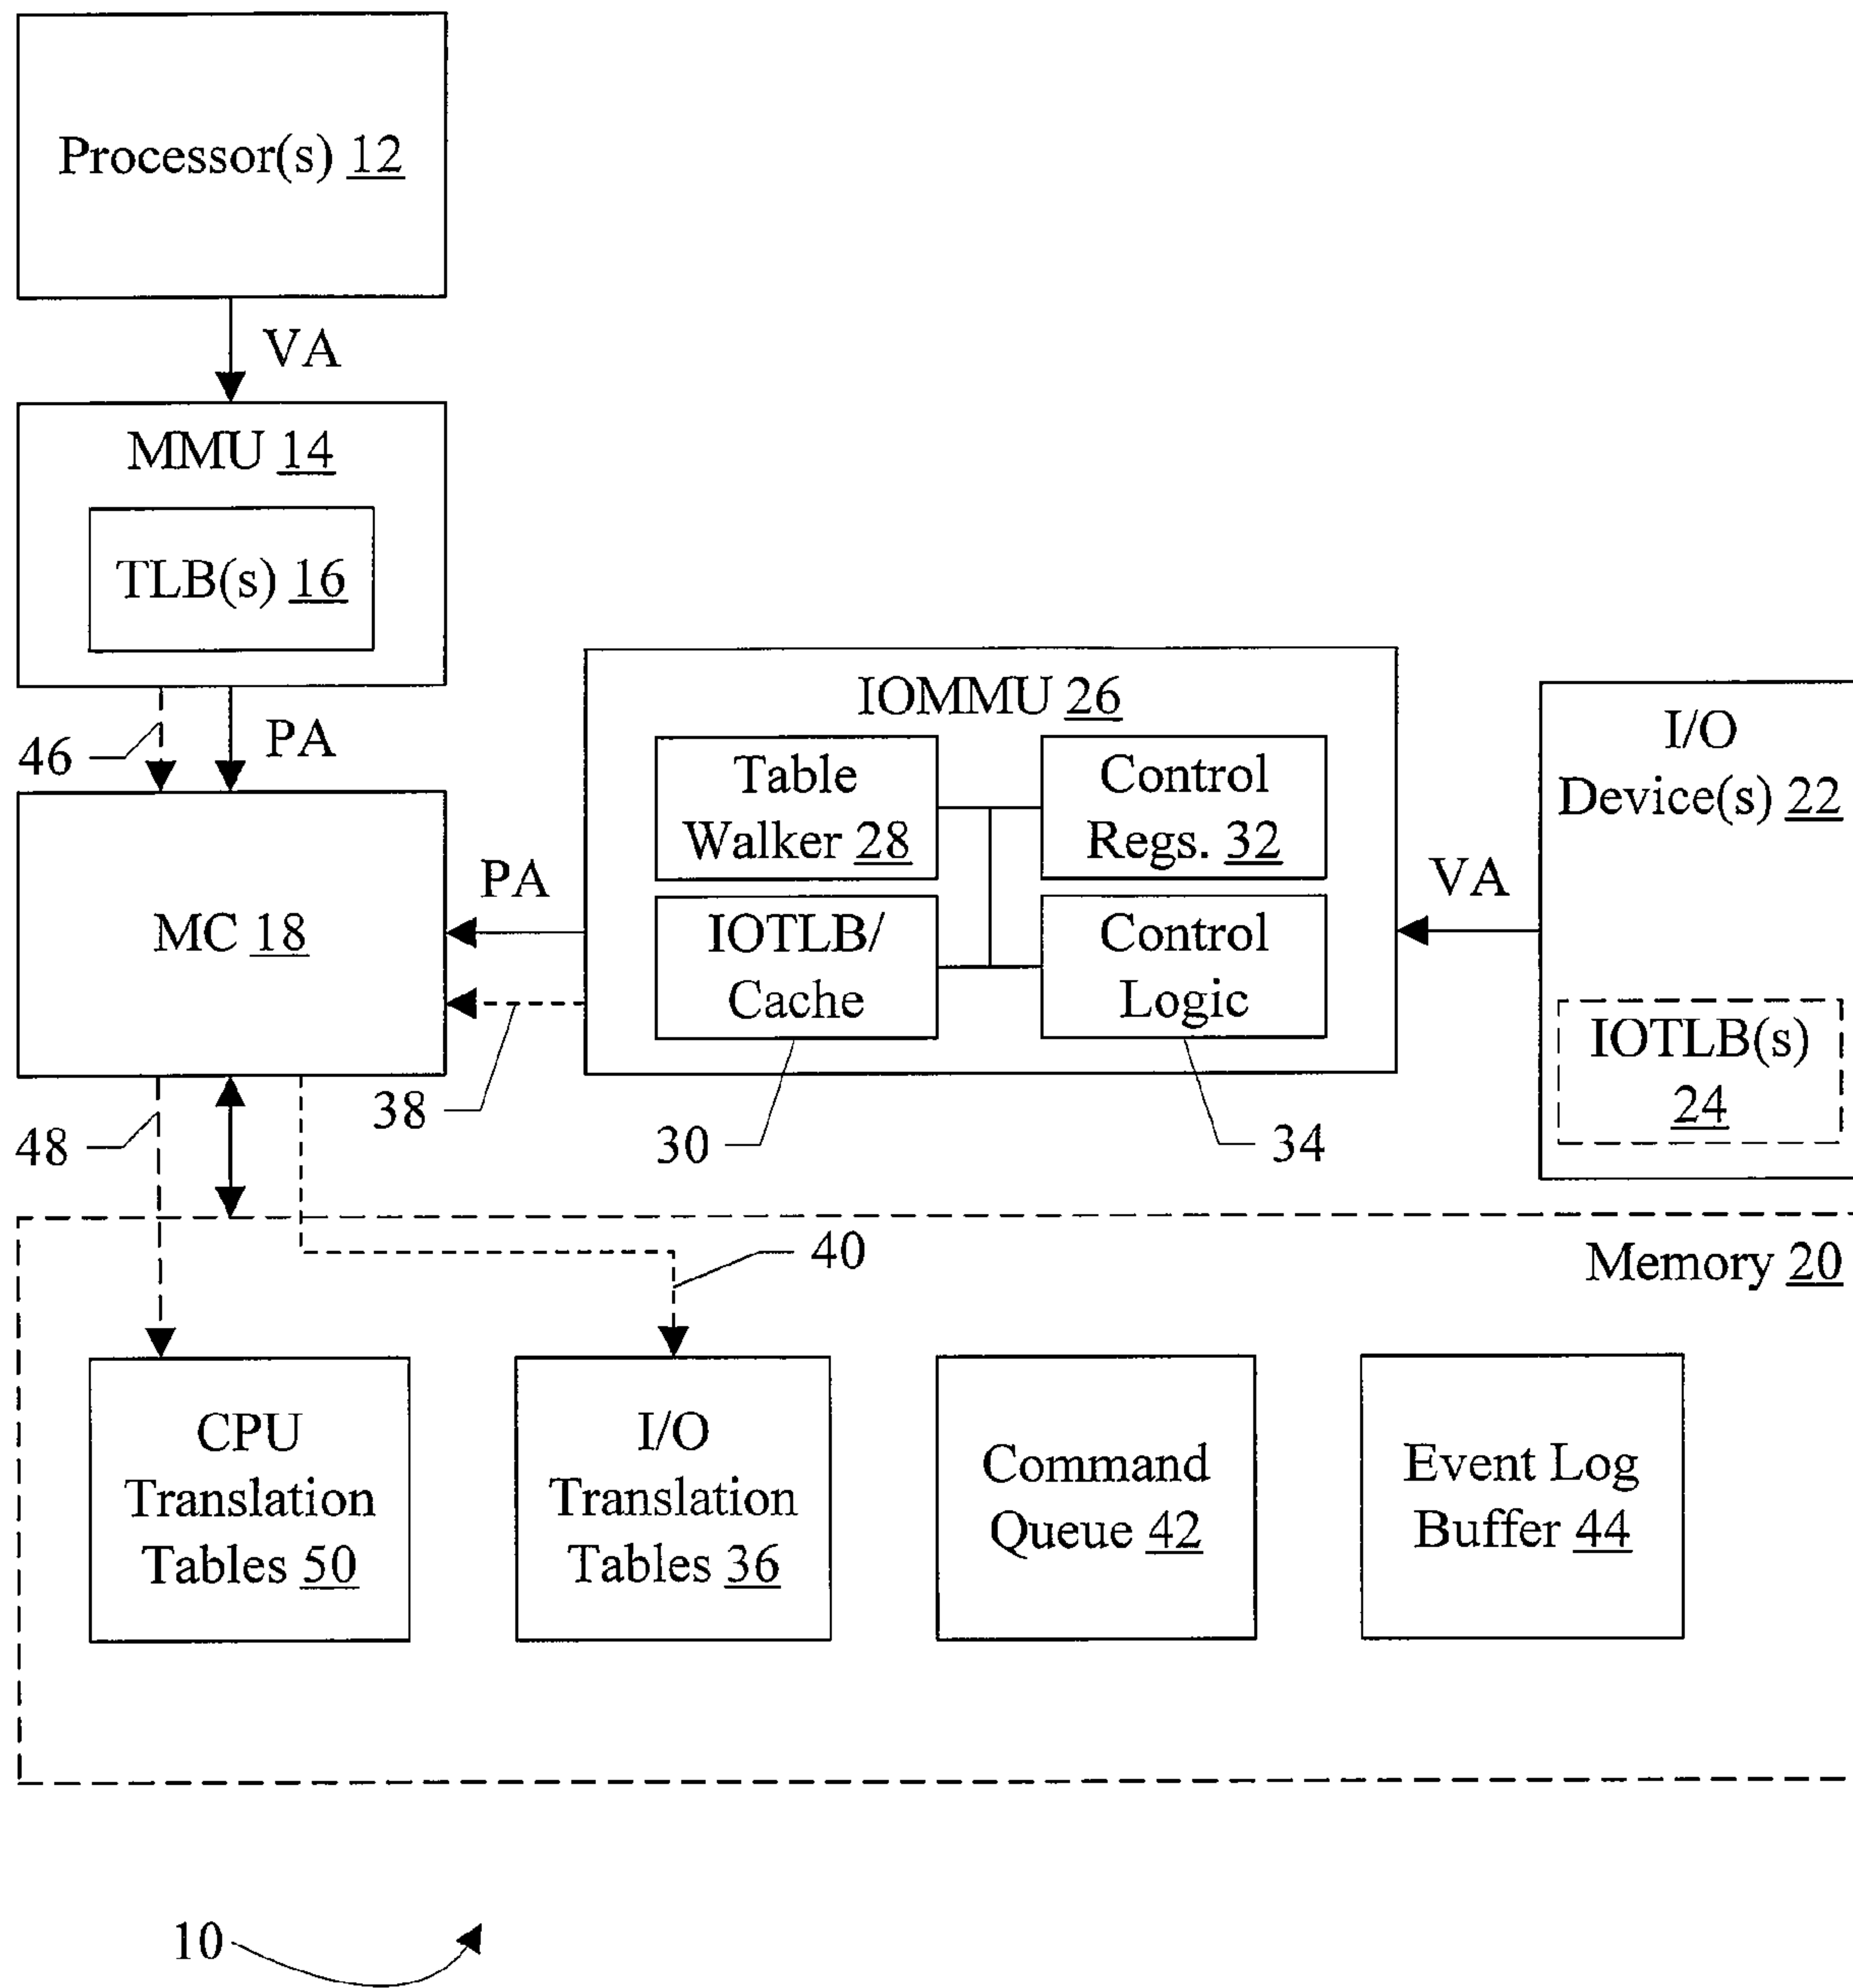 Processor(s) 12
VA
MMU 14
TLB(s) 16
46
PA
IOMMU 26
Table
Walker 28
Control
Regs. 32
IOTLB/
Cache
Control
Logic
30
34
I/O
Device(s) 22
VA
IOTLB(s)
24
MC 18
PA
38
48
40
Memory 20
CPU
Translation
Tables 50
I/O
Translation
Tables 36
Command
Queue 42
Event Log
Buffer 44
10